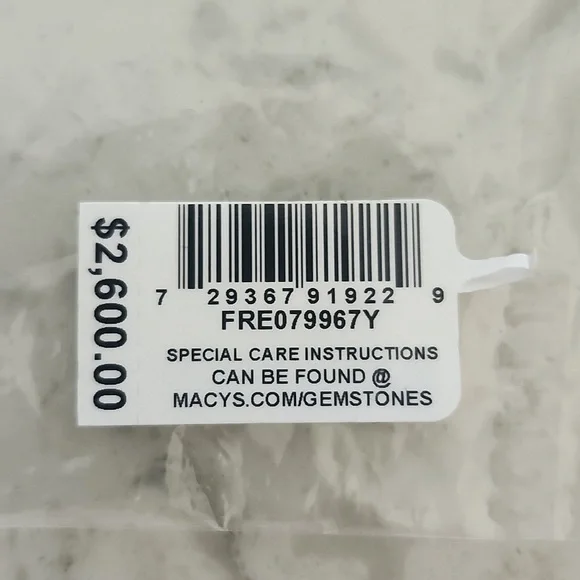 $2,600.00
7 29367 91922 9
FRE079967Y
SPECIAL CARE INSTRUCTIONS
CAN BE FOUND @
MACYS.COM/GEMSTONES